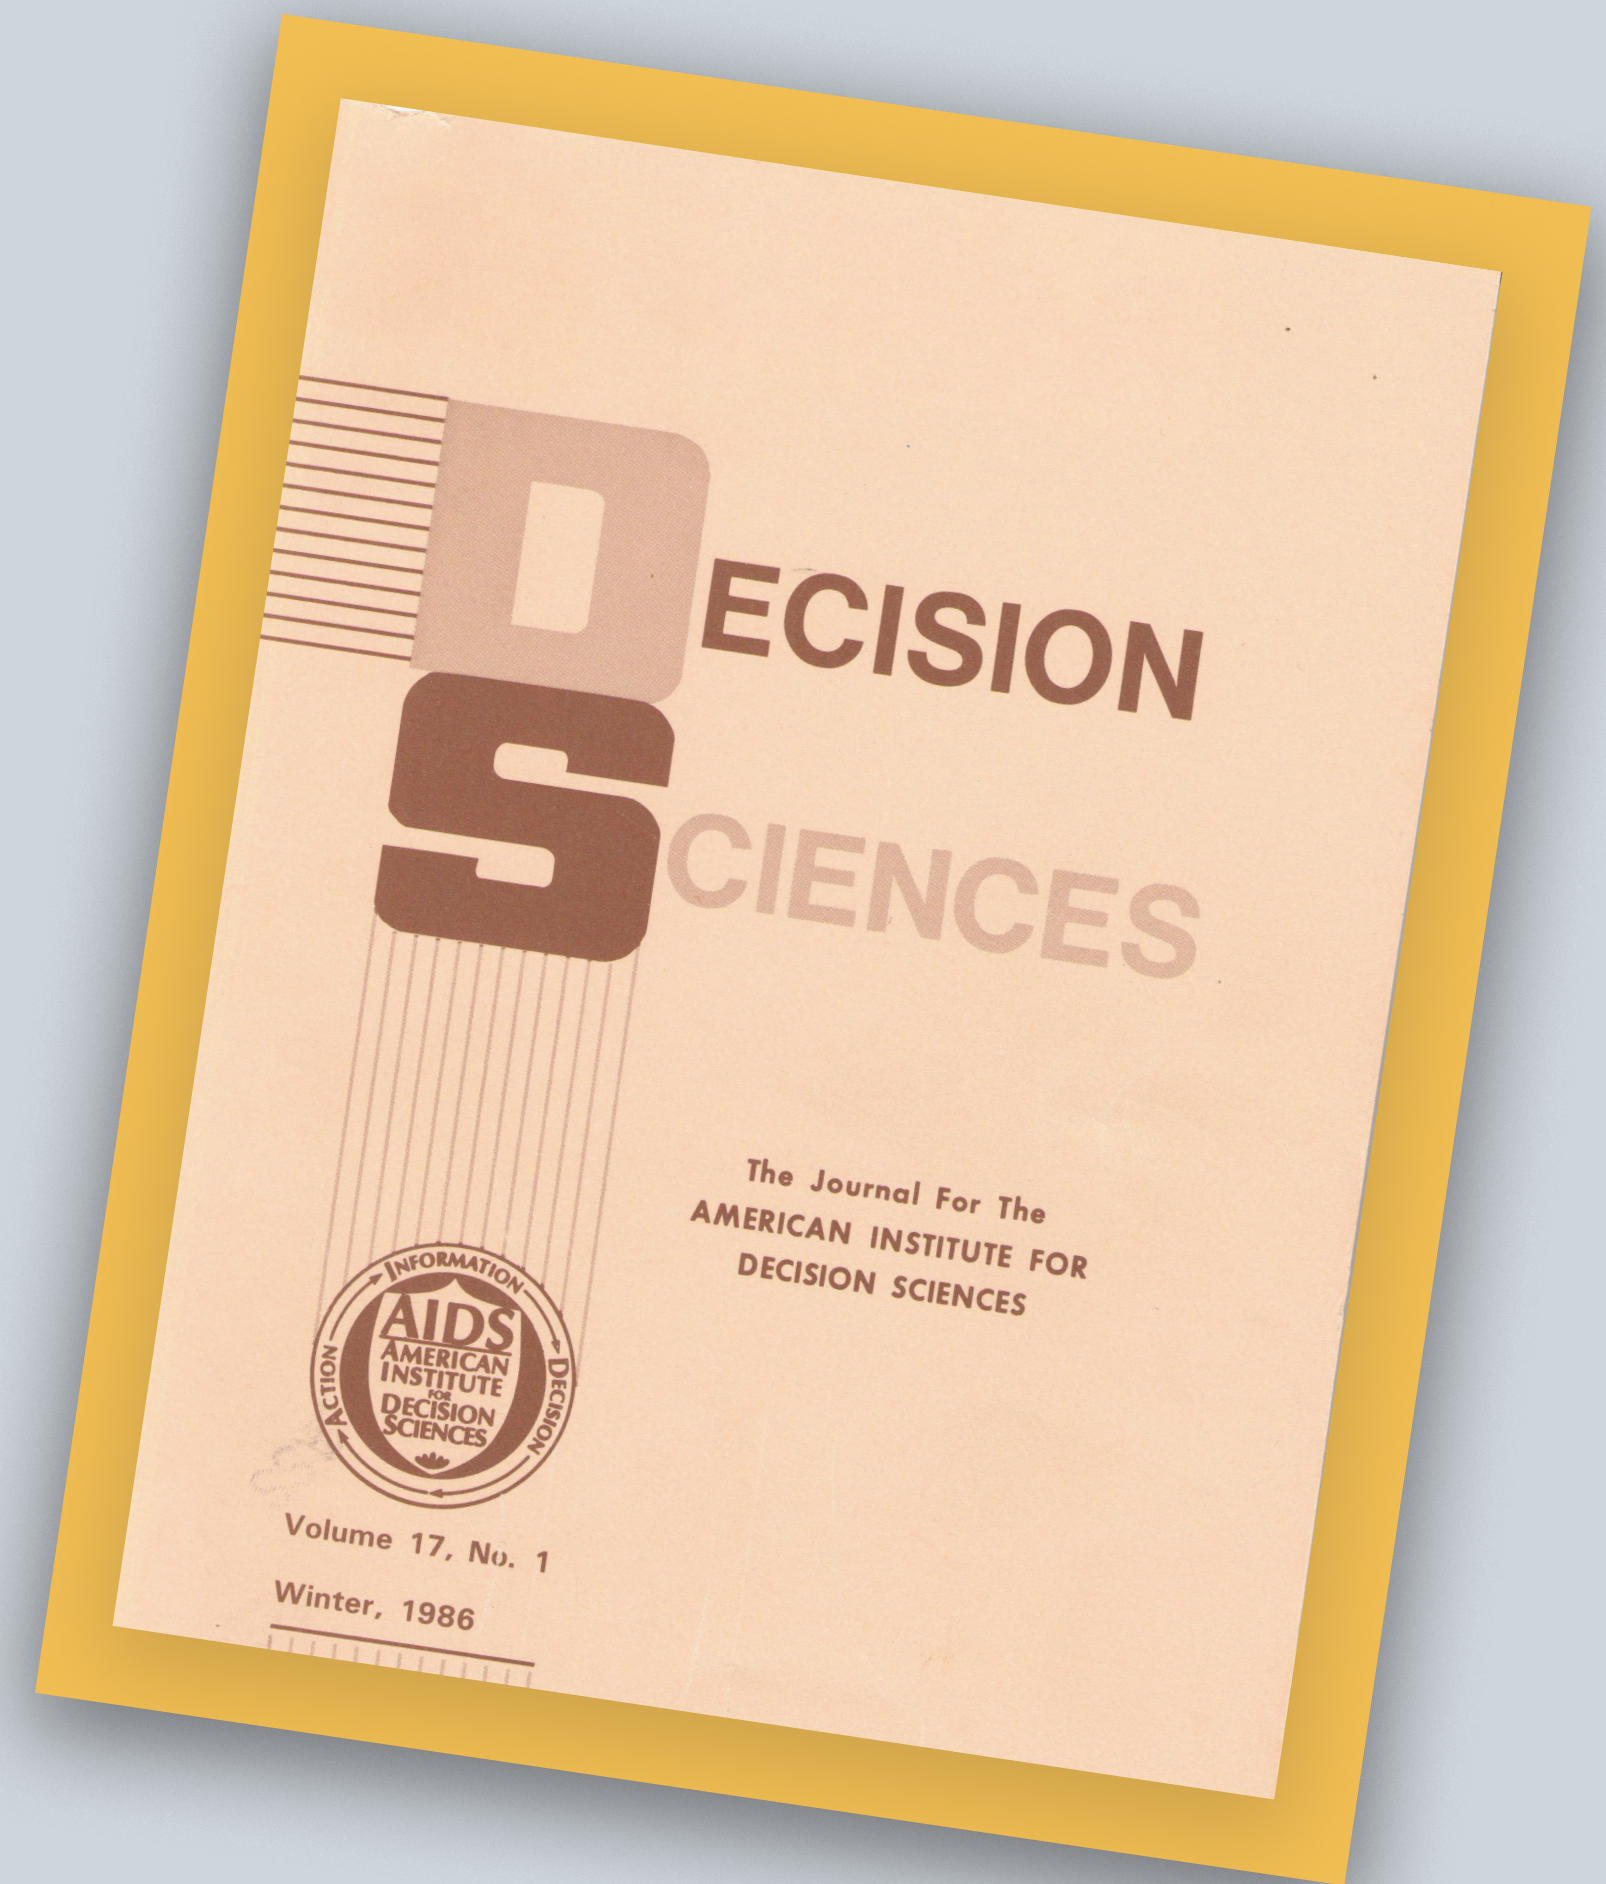 DECISION
SCIENCES
The Journal For The
AMERICAN INSTITUTE FOR
DECISION SCIENCES
INFORMATION
DECISION
ACTION
AIDS
AMERICAN
INSTITUTE
FOR
DECISION
SCIENCES
Volume 17, No. 1
Winter, 1986